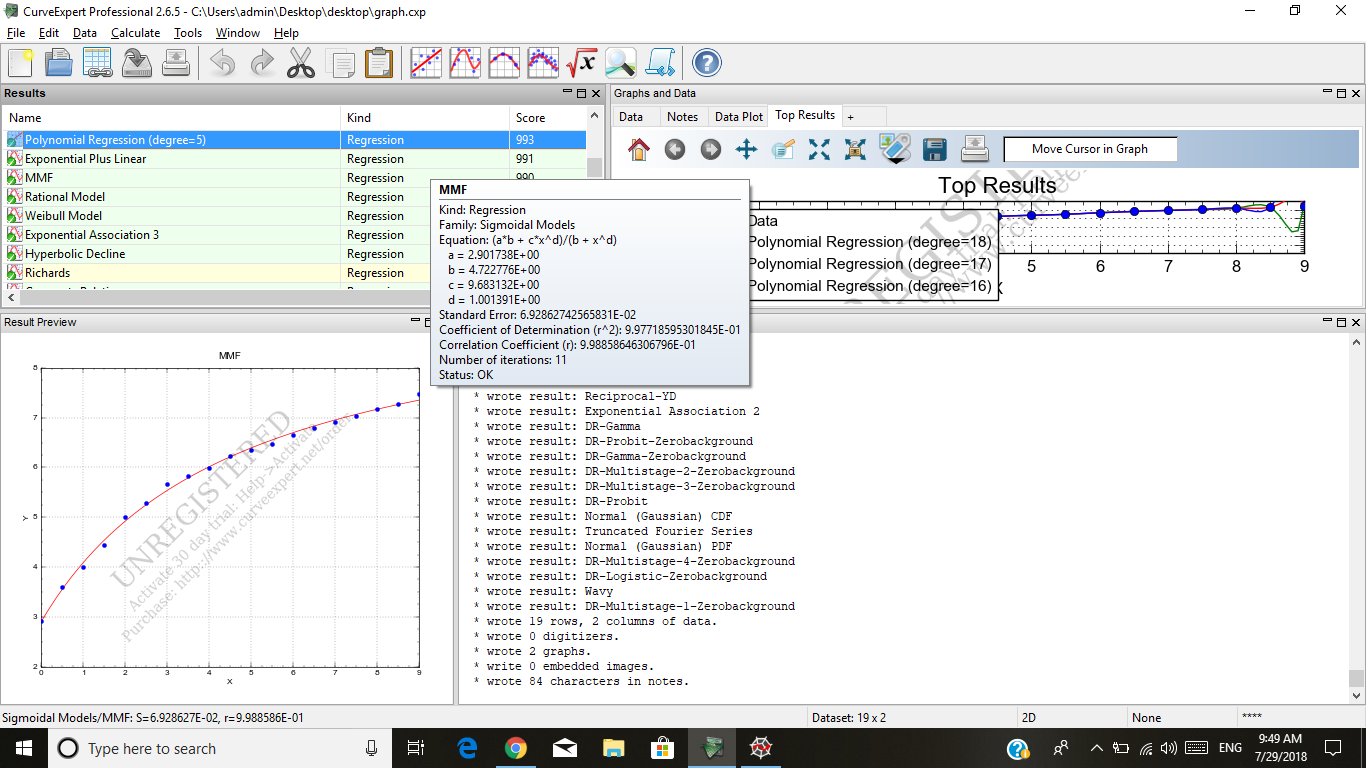 CurveExpert Professional 2.6.5 - C:\Users\admin\Desktop\desktop\graph.cxp
File Edit Data Calculate Tools Window Help
Results
Name Kind Score
Polynomial Regression (degree=5) Regression 993
Exponential Plus Linear Regression 991
MMF Regression 990
Rational Model Regression
Weibull Model Regression
Exponential Association 3 Regression
Hyperbolic Decline Regression
Richards Regression
MMF
Kind: Regression
Family: Sigmoidal Models
Equation: (a*b + c*x^d)/(b + x^d)
a = 2.901738E+00
b = 4.722776E+00
c = 9.683132E+00
d = 1.001391E+00
Standard Error: 6.92862742565831E-02
Coefficient of Determination (r^2): 9.97718595301845E-01
Correlation Coefficient (r): 9.98858646306796E-01
Number of iterations: 11
Status: OK
Graphs and Data
Data Notes Data Plot Top Results +
Move Cursor in Graph
Top Results
Data
Polynomial Regression (degree=18)
Polynomial Regression (degree=17)
Polynomial Regression (degree=16)
5 6 7 8 9
X
Result Preview
MMF
8
7
6
5
4
3
2
Y
0 1 2 3 4 5 6 7 8 9
X
UNREGISTERED
Activate 30 day trial: Help->Activate
Purchase: http://www.curveexpert.net/order
* wrote result: Reciprocal-YD
* wrote result: Exponential Association 2
* wrote result: DR-Gamma
* wrote result: DR-Probit-Zerobackground
* wrote result: DR-Gamma-Zerobackground
* wrote result: DR-Multistage-2-Zerobackground
* wrote result: DR-Multistage-3-Zerobackground
* wrote result: DR-Probit
* wrote result: Normal (Gaussian) CDF
* wrote result: Truncated Fourier Series
* wrote result: Normal (Gaussian) PDF
* wrote result: DR-Multistage-4-Zerobackground
* wrote result: DR-Logistic-Zerobackground
* wrote result: Wavy
* wrote result: DR-Multistage-1-Zerobackground
* wrote 19 rows, 2 columns of data.
* wrote 0 digitizers.
* wrote 2 graphs.
* write 0 embedded images.
* wrote 84 characters in notes.
Sigmoidal Models/MMF: S=6.928627E-02, r=9.988586E-01
Dataset: 19 x 2 2D None ****
Type here to search
ENG
9:49 AM
7/29/2018